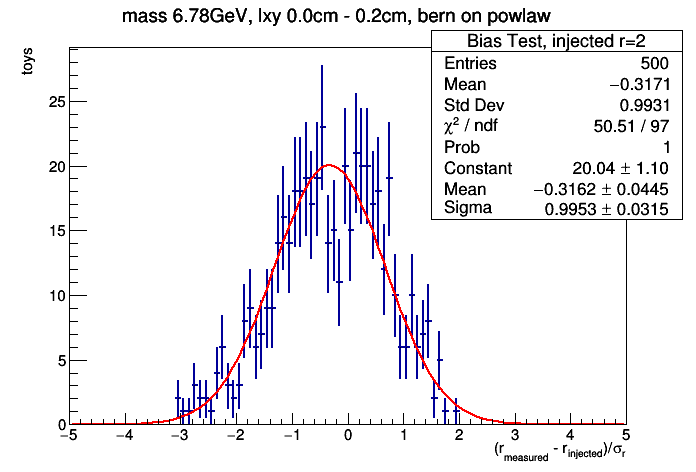 mass 6.78GeV, lxy 0.0cm - 0.2cm, bern on powlaw
toys
Bias Test, injected r=2
Entries 500
Mean −0.3171
Std Dev 0.9931
χ² / ndf 50.51 / 97
Prob 1
Constant 20.04 ± 1.10
Mean −0.3162 ± 0.0445
Sigma 0.9953 ± 0.0315
25
20
15
10
5
0
−5 −4 −3 −2 −1 0 1 2 3 4 5
(r_measured - r_injected)/σ_r